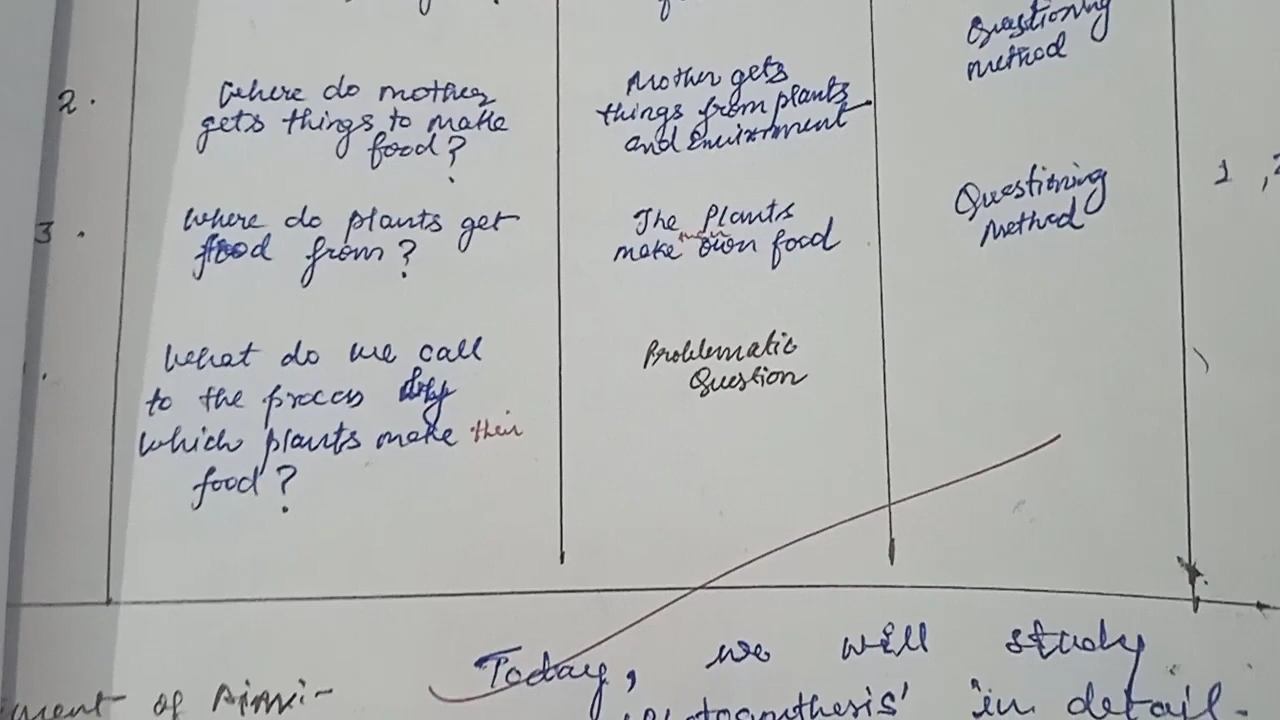 Questioning
method
2.
Where do mother
gets things to make
food?
Mother gets
things from plants
and Enviornment
3.
Where do plants get
food from?
The Plants
make own food
Questioning
Method
1
What do we call
to the process by
which plants make their
food?
Problematic
Question
Today, we will study
in detail.